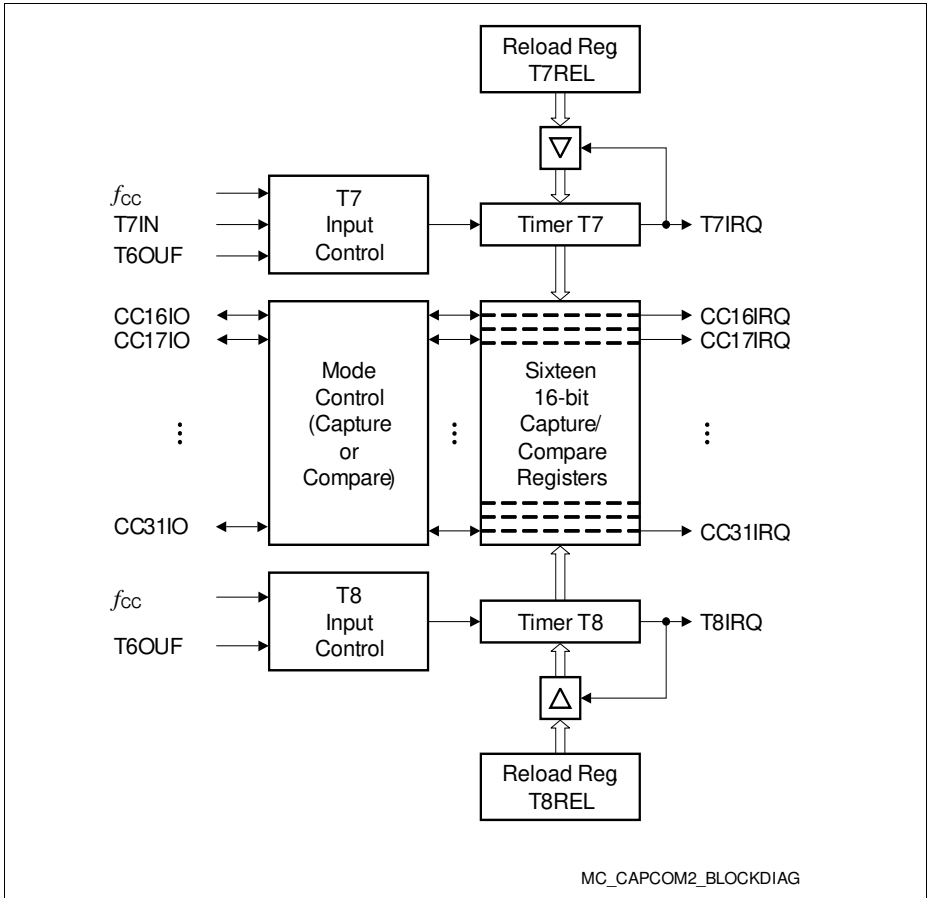 Reload Reg.
T7REL
fCC
T7IN
T6OUF
T7
Input
Control
Timer T7
T7IRQ
CC16IO
CC17IO
CC31IO
Mode
Control
(Capture
or
Compare)
Sixteen
16-bit
Capture/
Compare
Registers
CC16IRQ
CC17IRQ
CC31IRQ
fCC
T6OUF
T8
Input
Control
Timer T8
T8IRQ
Reload Reg.
T8REL
MC_CAPCOM2_BLOCKDIAG